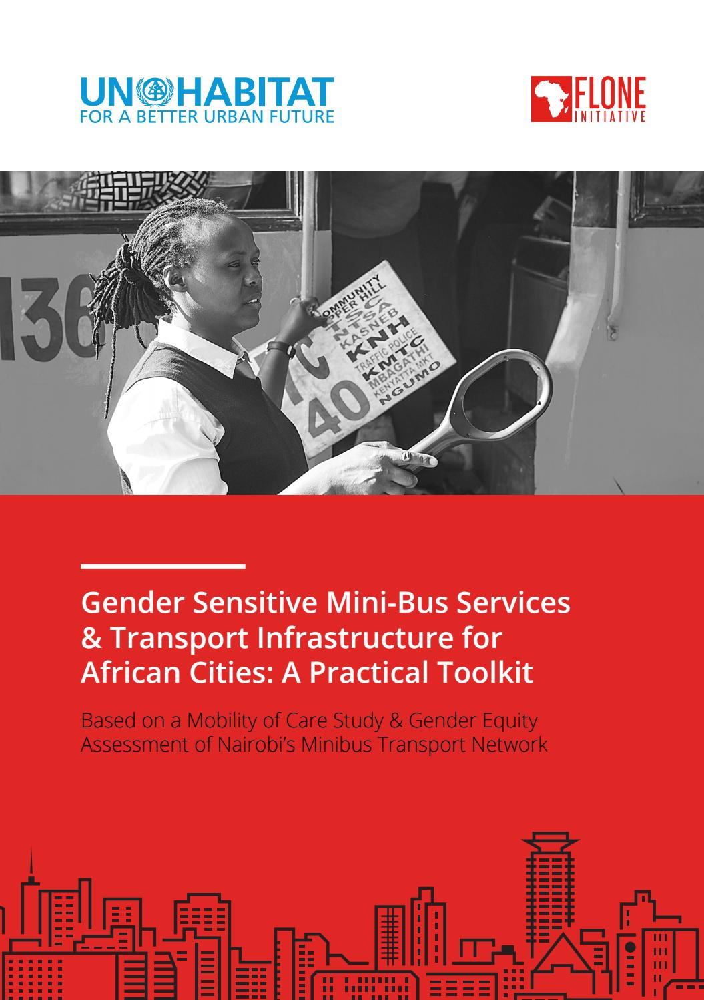 UN HABITAT
FOR A BETTER URBAN FUTURE
FLONE
INITIATIVE
136
OMMUNITY
PPER HILL
TSC
NTSA
KASNEB
KNH
TRAFFIC POLICE
KMTC
MBAGATHI
KENYATTA MKT
NGUMO
TC
40
Gender Sensitive Mini-Bus Services
& Transport Infrastructure for
African Cities: A Practical Toolkit
Based on a Mobility of Care Study & Gender Equity
Assessment of Nairobi’s Minibus Transport Network